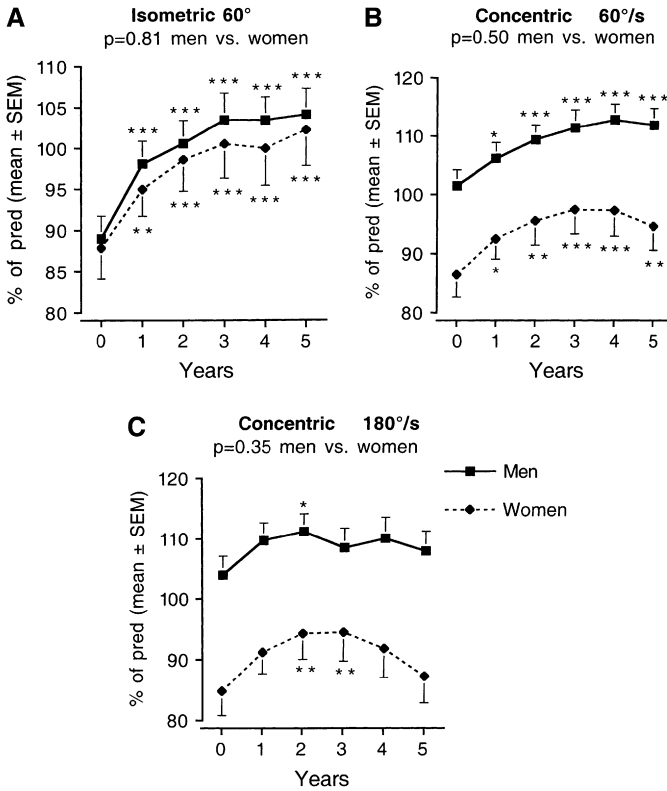 A
Isometric 60°
p=0.81 men vs. women
% of pred (mean ± SEM)
110
105
100
95
90
85
80
*** *** *** *** ***
** *** *** *** ***
0 1 2 3 4 5
Years
B
Concentric 60°/s
p=0.50 men vs. women
% of pred (mean ± SEM)
120
110
100
90
80
* *** *** *** ***
* ** *** *** **
0 1 2 3 4 5
Years
C
Concentric 180°/s
p=0.35 men vs. women
% of pred (mean ± SEM)
120
110
100
90
80
*
** **
0 1 2 3 4 5
Years
Men
Women